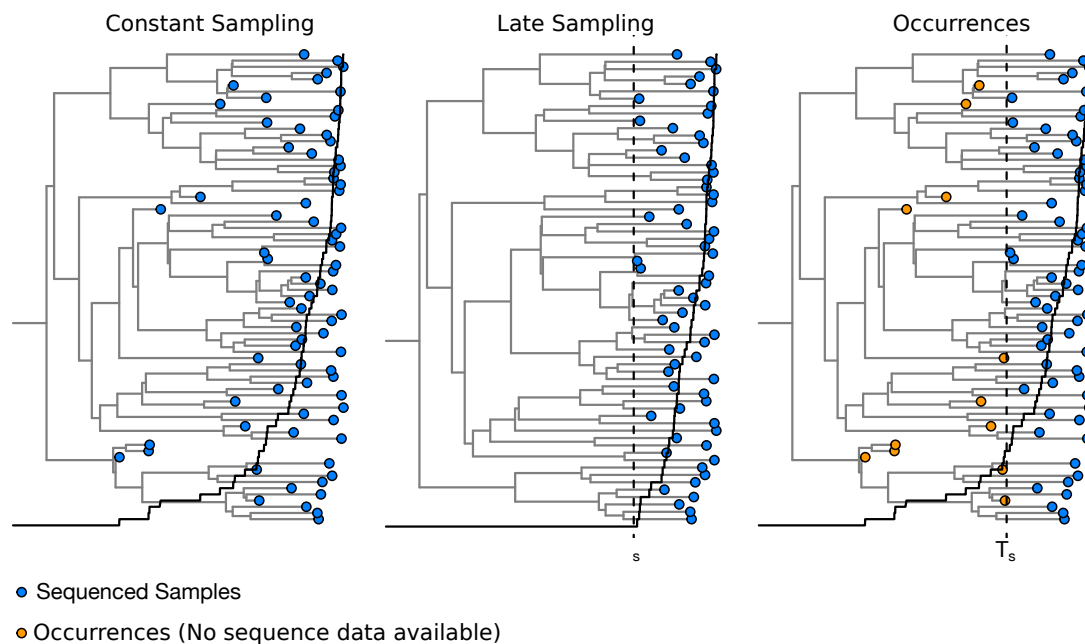 Constant Sampling
Late Sampling
Occurrences
s
Ts
Sequenced Samples
Occurrences (No sequence data available)